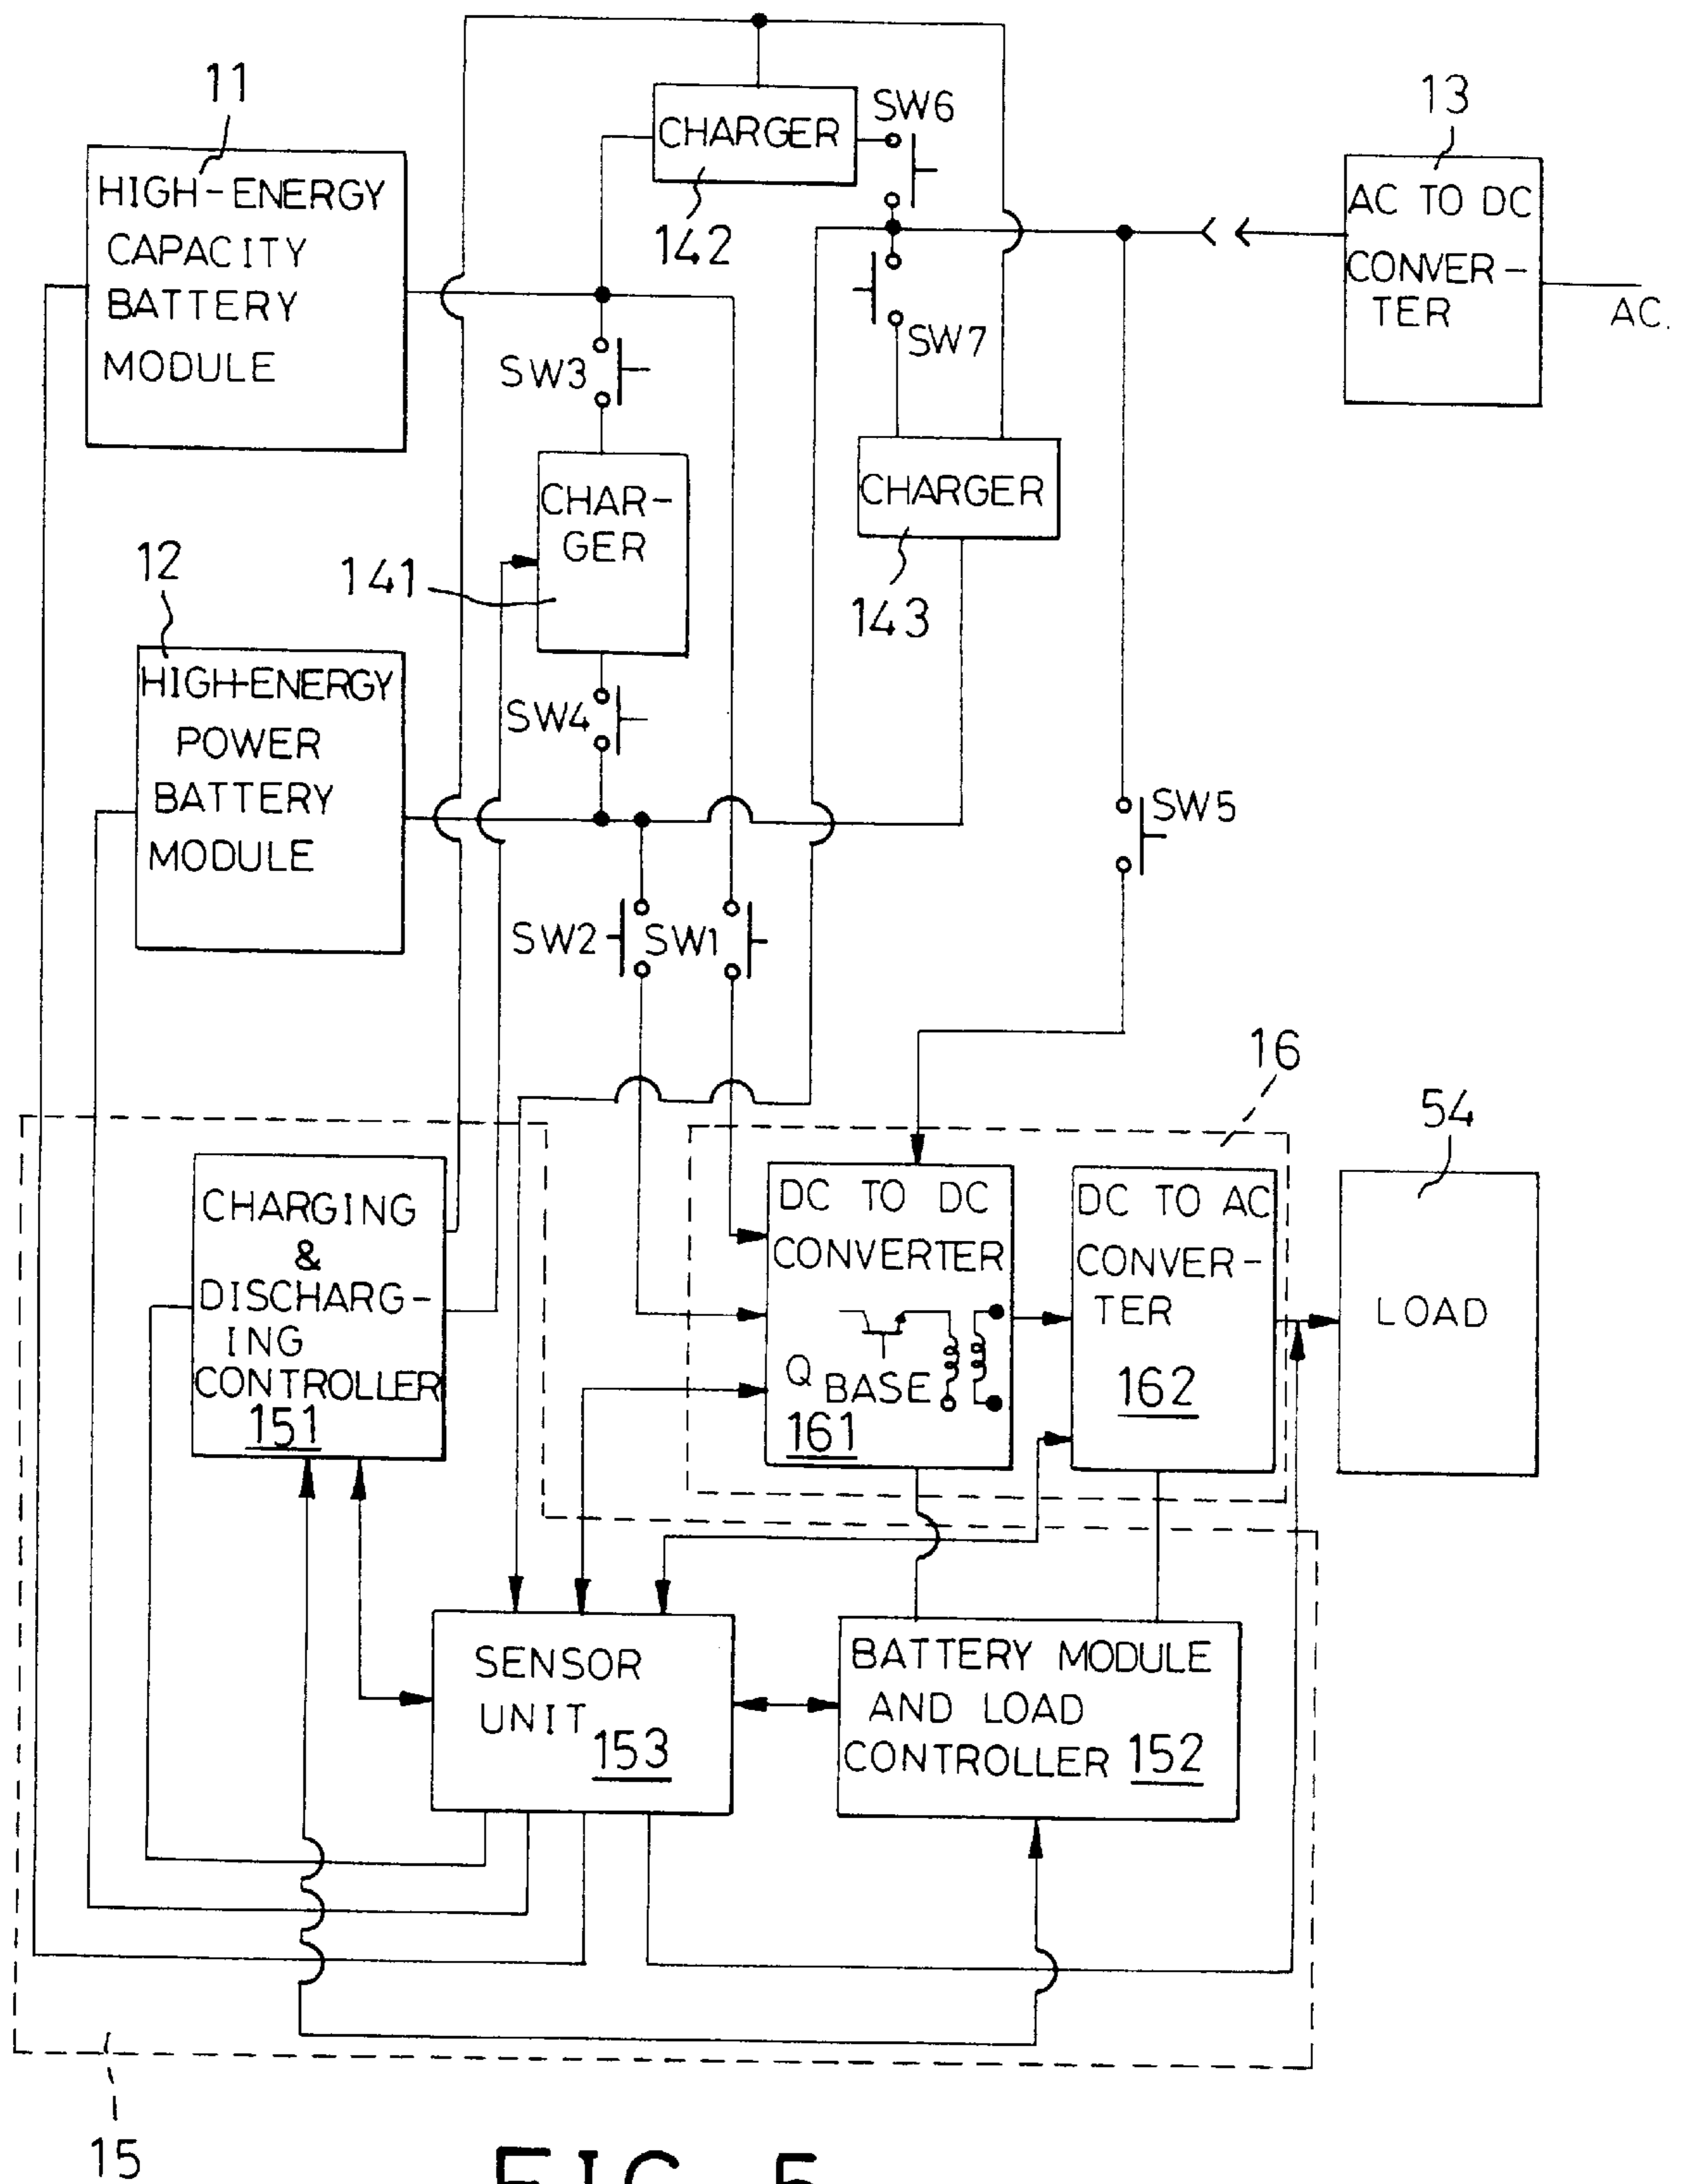 11
HIGH-ENERGY
CAPACITY
BATTERY
MODULE
CHARGER
142
SW6
13
AC TO DC
CONVER-
TER
AC.
SW7
SW3
CHAR-
GER
141
CHARGER
143
12
HIGH-ENERGY
POWER
BATTERY
MODULE
SW4
SW5
SW2
SW1
16
54
CHARGING
&
DISCHARG-
ING
CONTROLLER
151
DC TO DC
CONVERTER
Q BASE
161
DC TO AC
CONVER-
TER
162
LOAD
SENSOR
UNIT
153
BATTERY MODULE
AND LOAD
CONTROLLER 152
15
FIG. 5